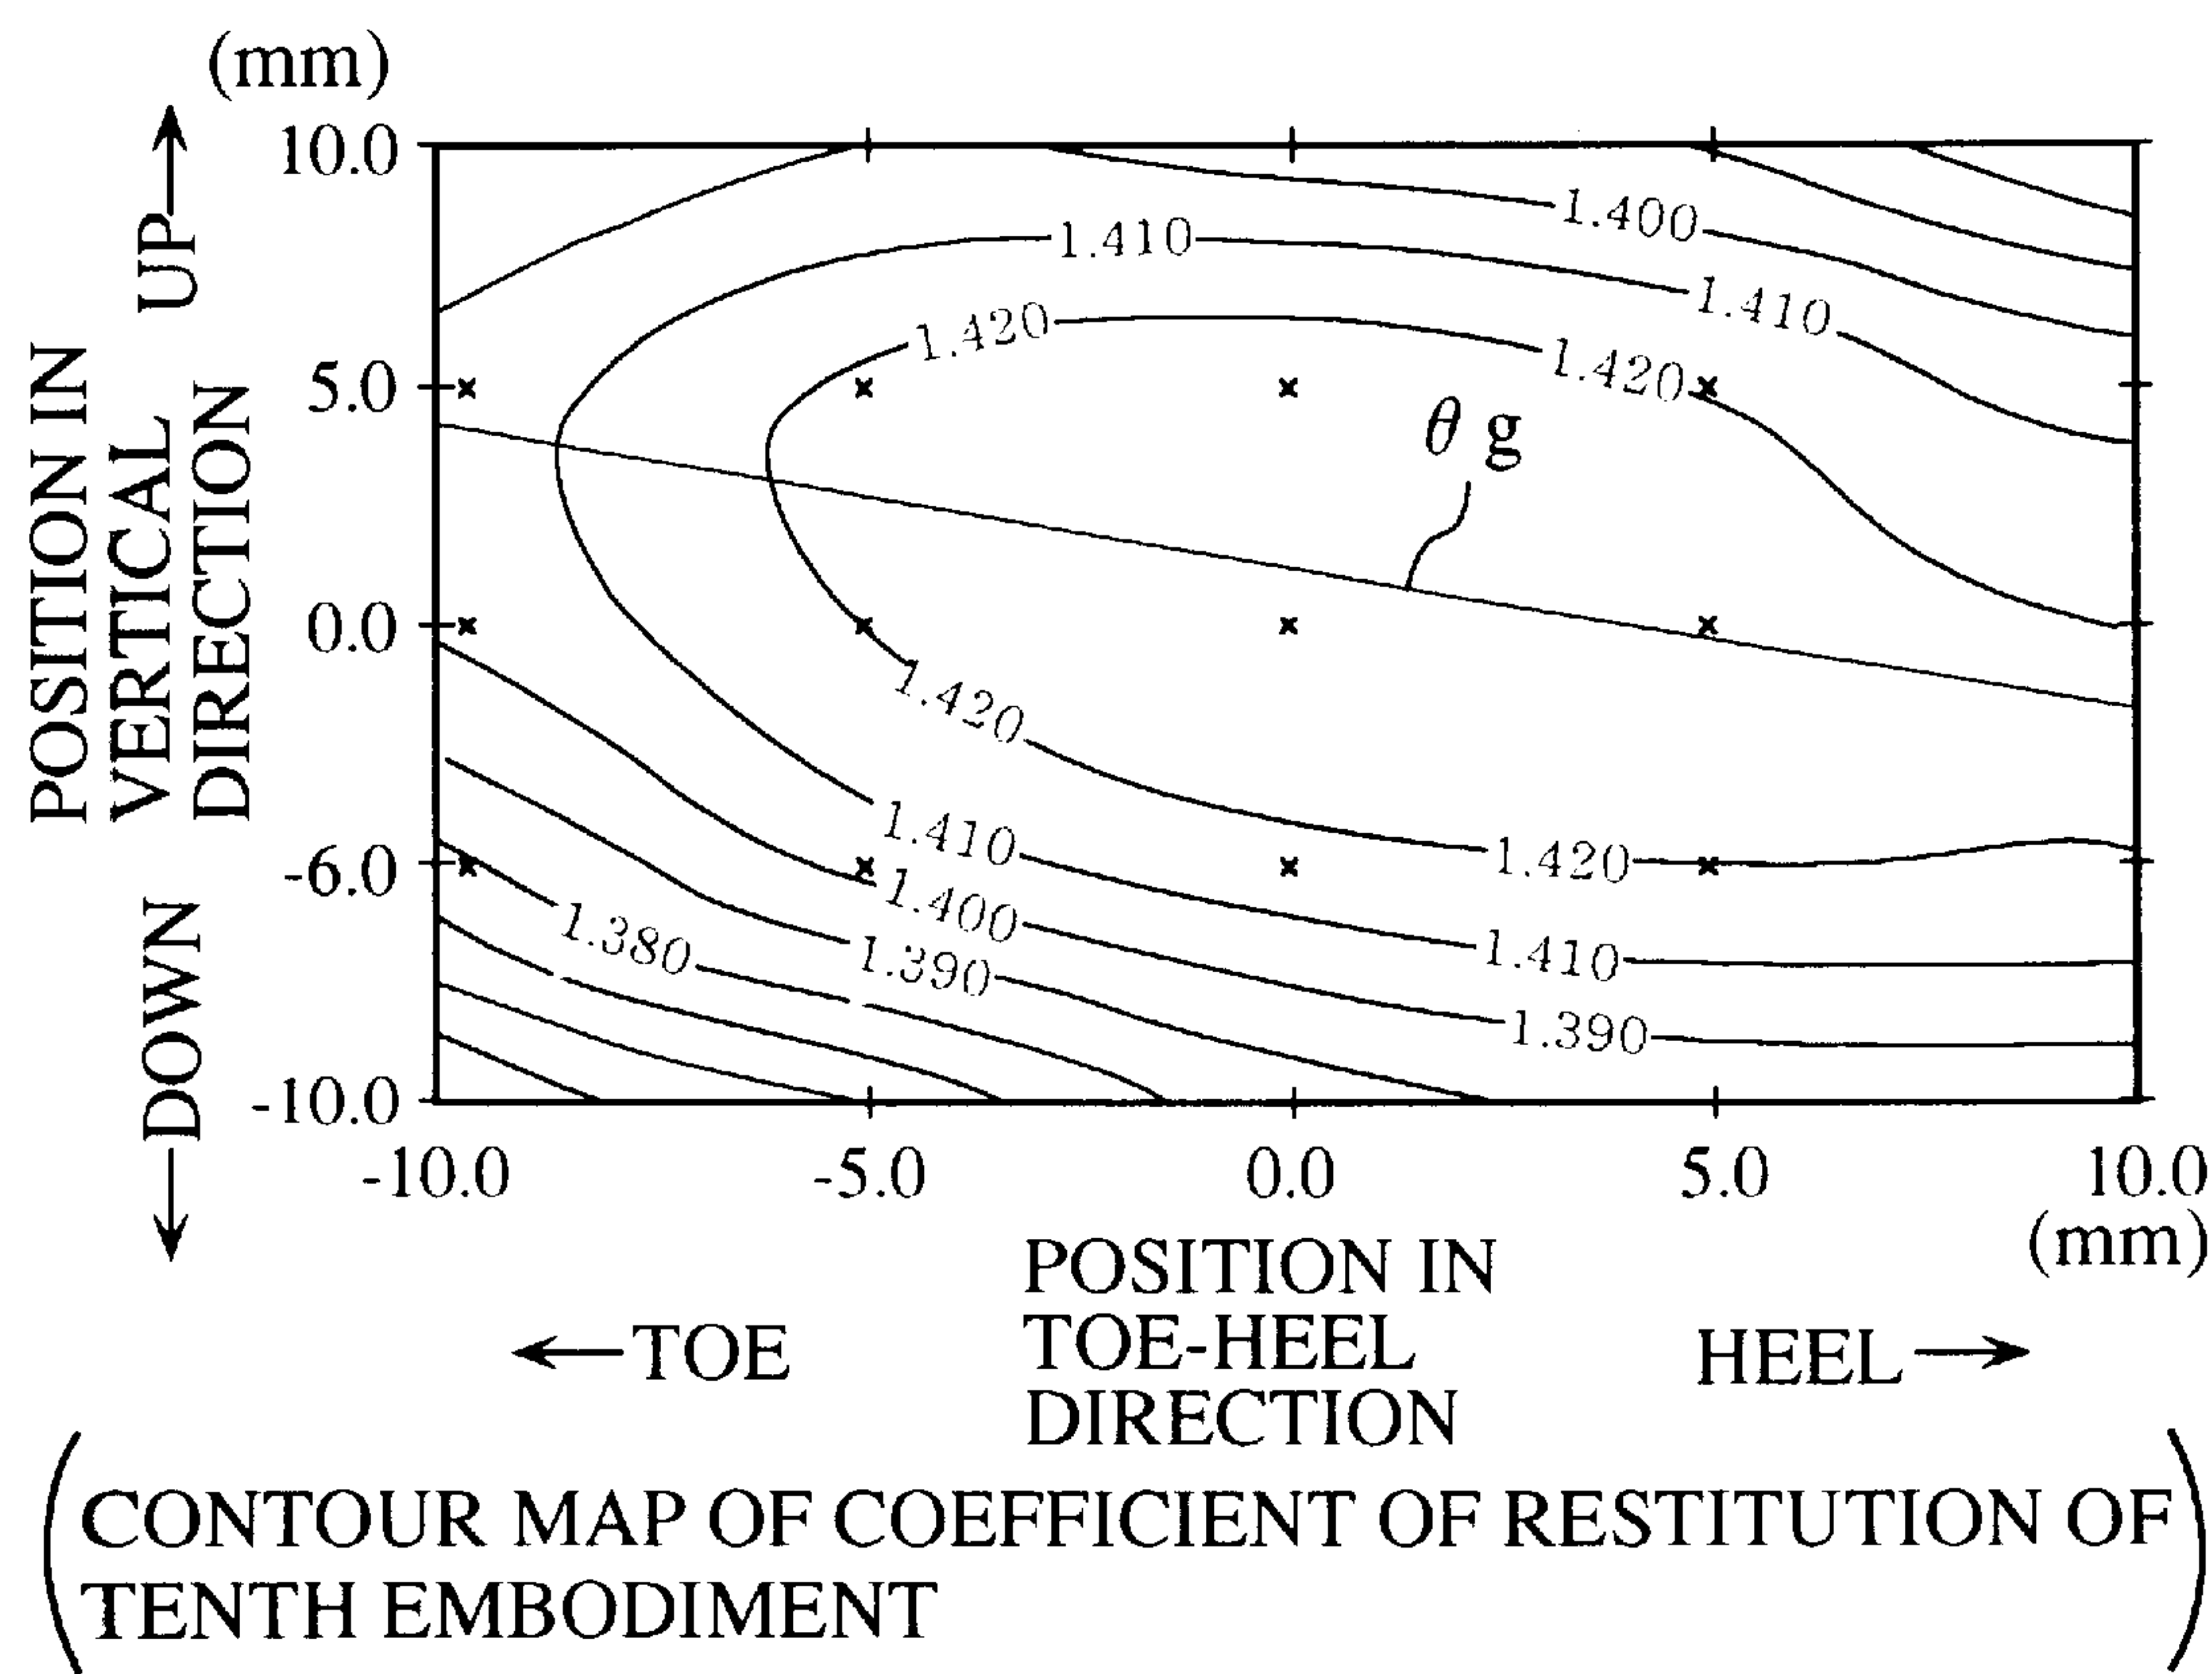 (mm)
10.0
5.0
0.0
-6.0
-10.0
UP
POSITION IN
VERTICAL
DIRECTION
DOWN
1.400
1.410
1.410
1.420
1.420
θ g
1.420
1.410
1.420
1.400
1.380
1.390
1.410
1.390
-10.0
-5.0
0.0
5.0
10.0
(mm)
POSITION IN
TOE-HEEL
DIRECTION
TOE
HEEL
(CONTOUR MAP OF COEFFICIENT OF RESTITUTION OF
TENTH EMBODIMENT)